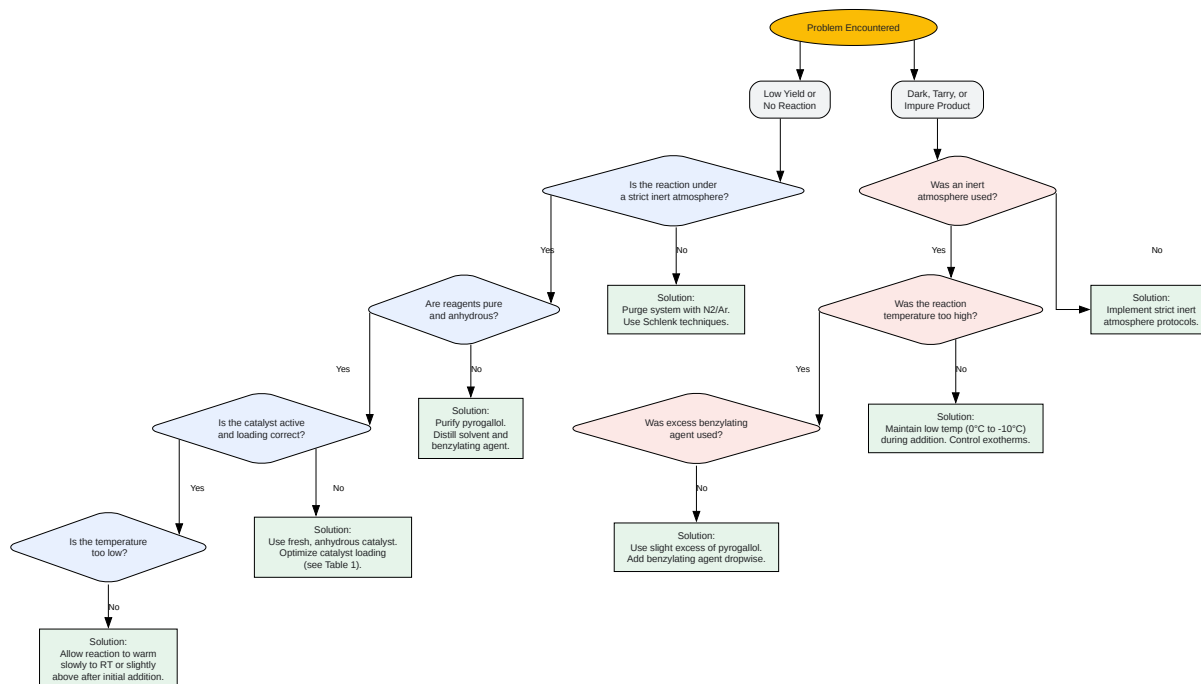 Problem Encountered
Low Yield or
No Reaction
Dark, Tarry, or
Impure Product
Is the reaction under
a strict inert atmosphere?
Was an inert
atmosphere used?
Yes
No
Yes
No
Are reagents pure
and anhydrous?
Solution:
Purge system with N2/Ar.
Use Schlenk techniques.
Was the reaction
temperature too high?
Solution:
Implement strict inert
atmosphere protocols.
Yes
No
Yes
No
Is the catalyst active
and loading correct?
Solution:
Purify pyrogallol.
Distill solvent and
benzylating agent.
Was excess benzylating
agent used?
Solution:
Maintain low temp (0°C to -10°C)
during addition. Control exotherms.
Yes
No
No
Is the temperature
too low?
Solution:
Use fresh, anhydrous catalyst.
Optimize catalyst loading
(see Table 1).
Solution:
Use slight excess of pyrogallol.
Add benzylating agent dropwise.
No
Solution:
Allow reaction to warm
slowly to RT or slightly
above after initial addition.